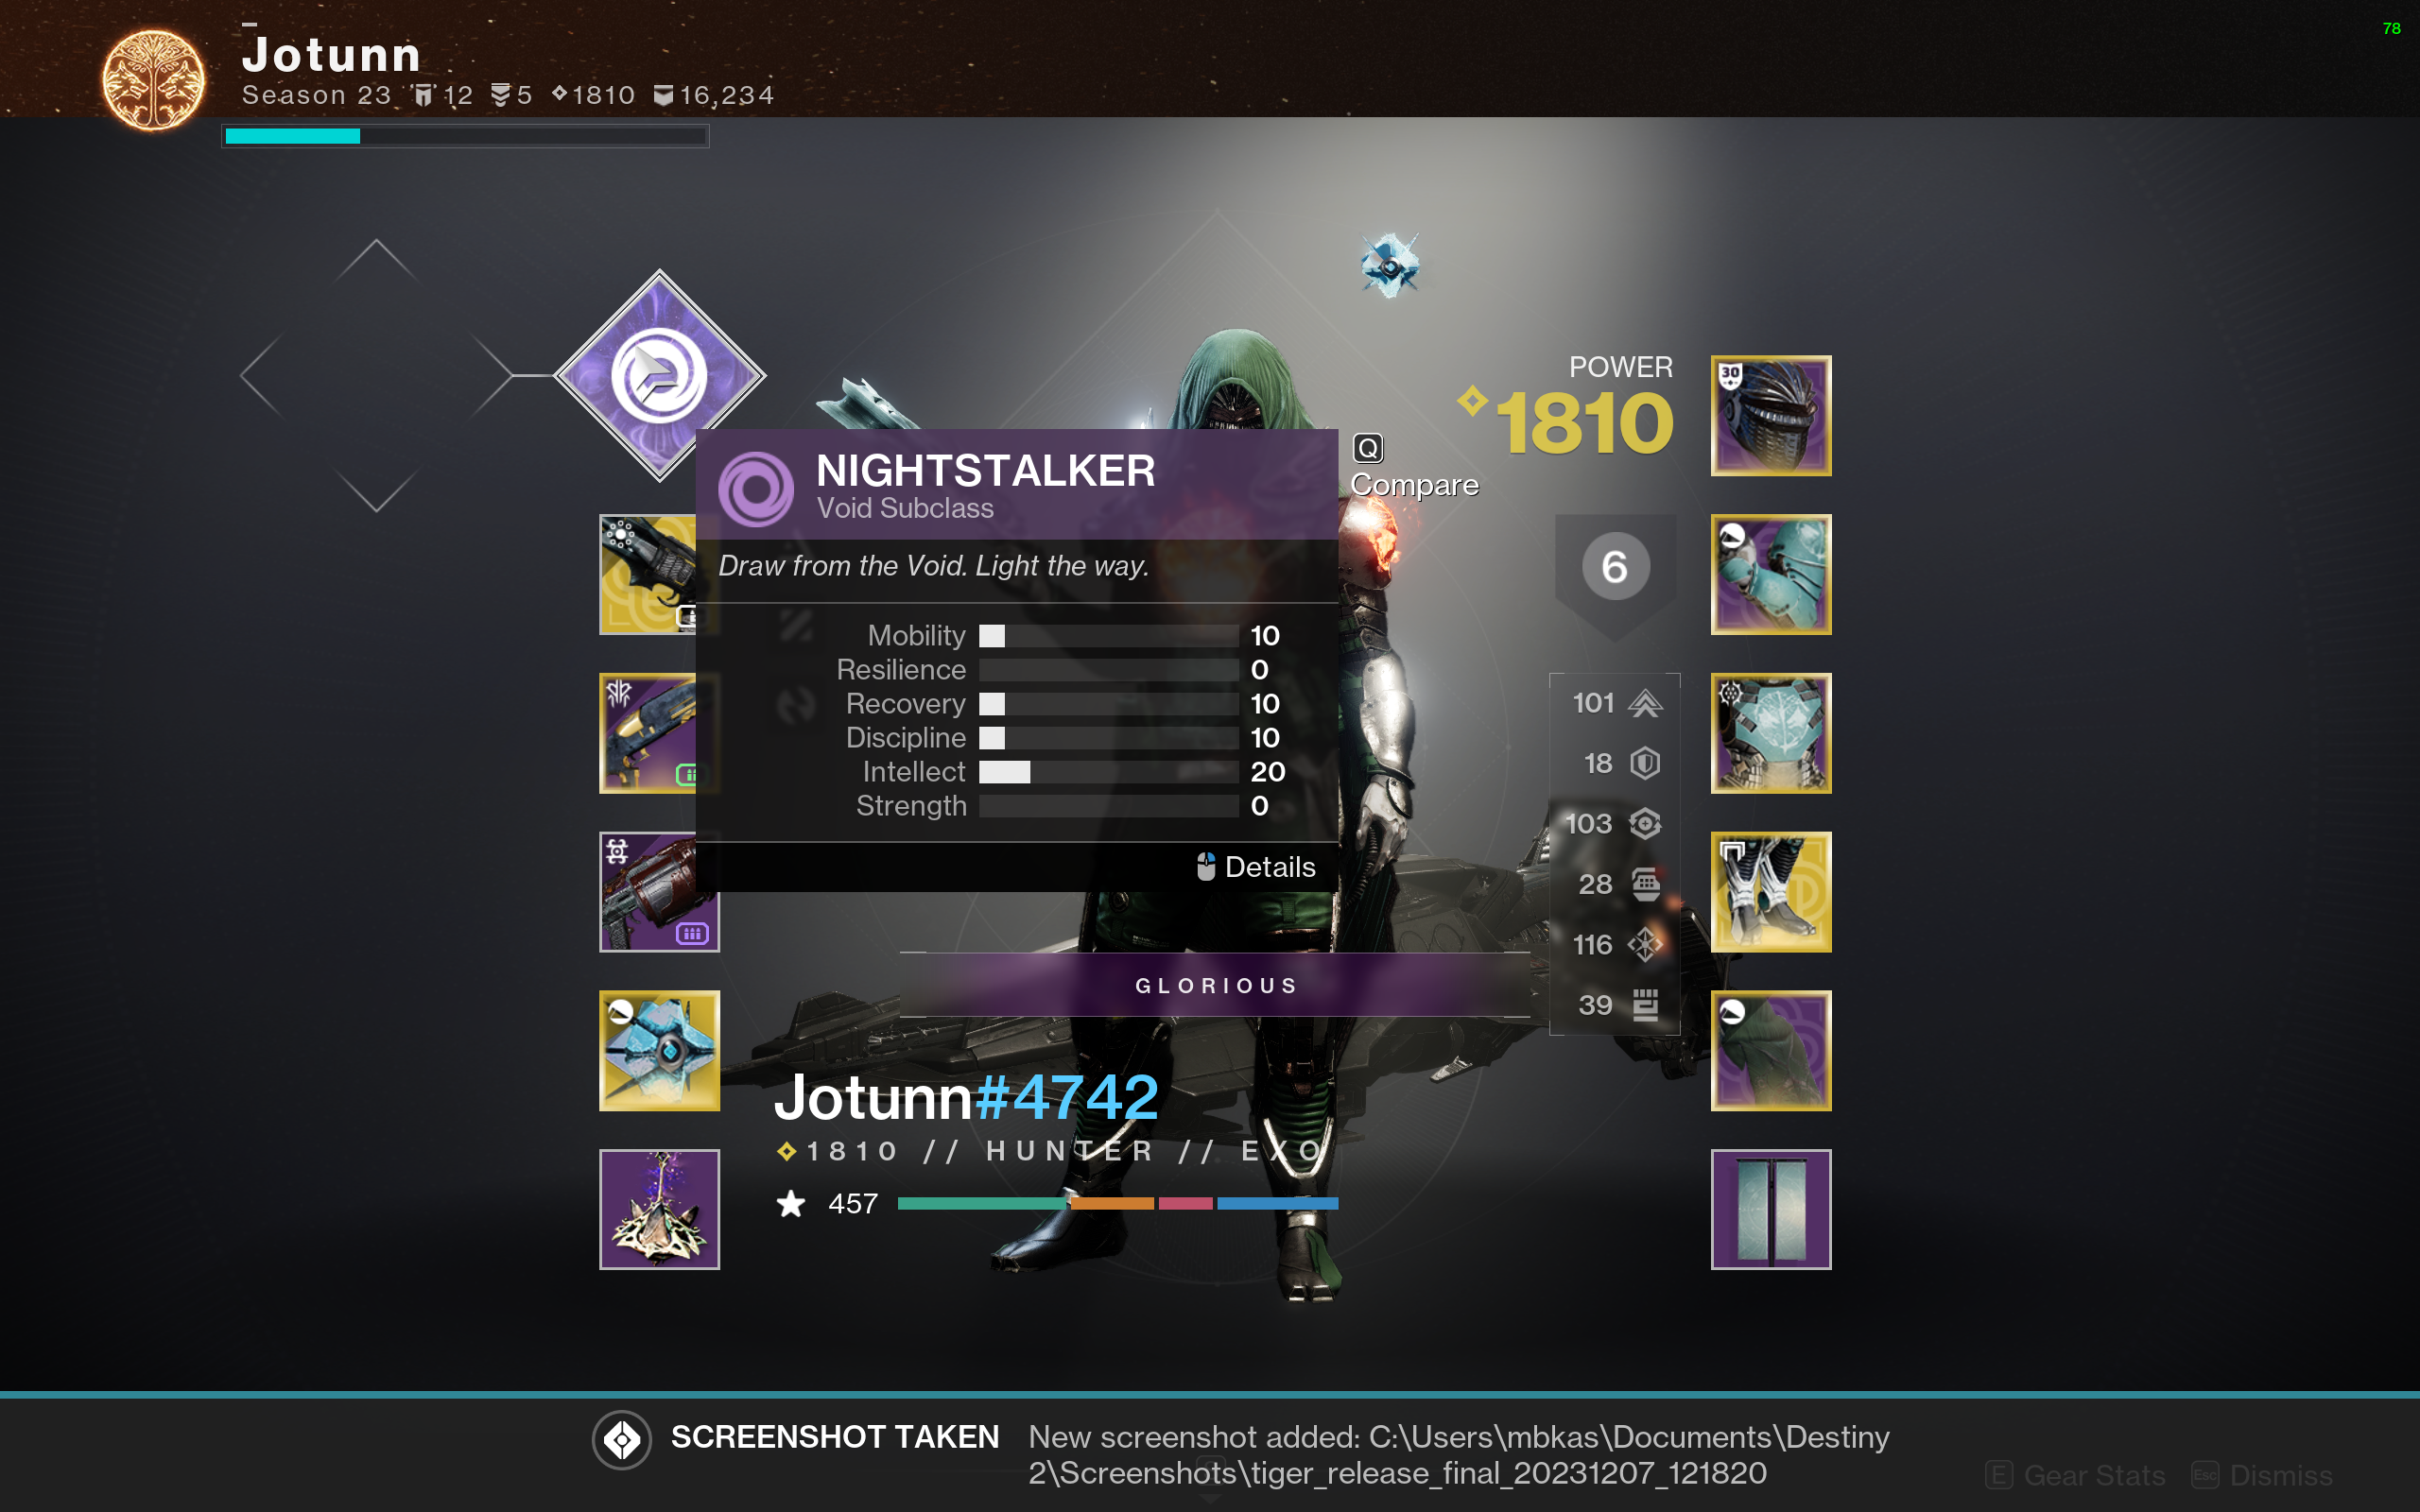 78
Jotunn
Season 23 12 5 1810 16,234
POWER
1810
30
NIGHTSTALKER
Void Subclass
Q
Compare
Draw from the Void. Light the way.
6
Mobility 10
Resilience 0
Recovery 10
Discipline 10
Intellect 20
Strength 0
Details
101
18
103
28
116
39
GLORIOUS
Jotunn#4742
1810 // HUNTER // EXO
457
SCREENSHOT TAKEN
New screenshot added: C:\Users\mbkas\Documents\Destiny
2\Screenshots\tiger_release_final_20231207_121820
E Gear Stats Esc Dismiss